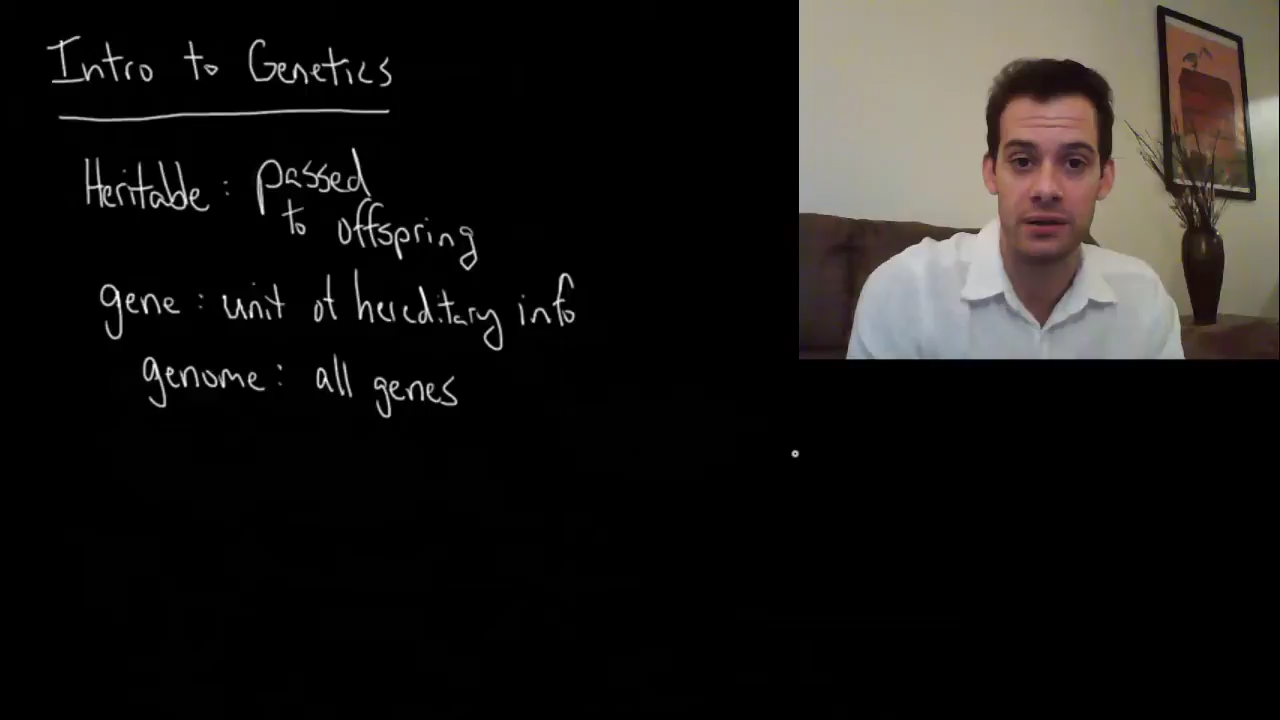 Intro to Genetics
Heritable: passed
to offspring
gene: unit of hereditary info
genome: all genes